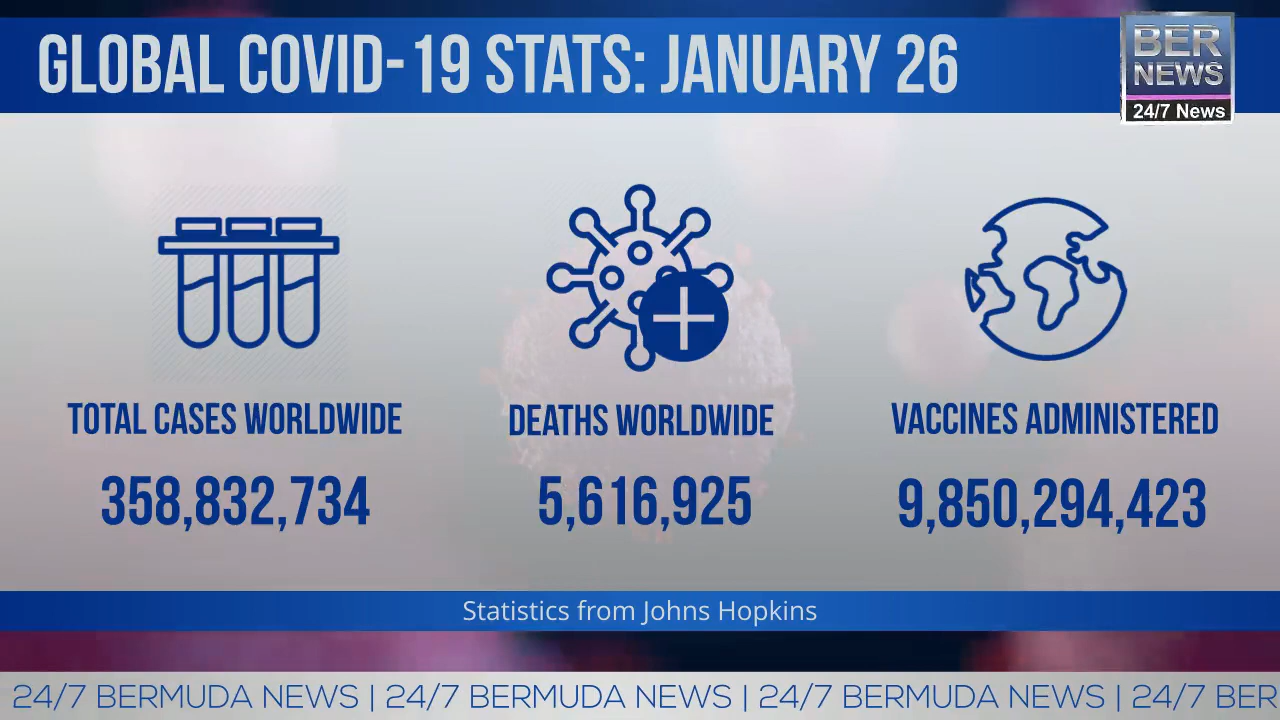 GLOBAL COVID-19 STATS: JANUARY 26
BER
NEWS
24/7 News
TOTAL CASES WORLDWIDE
DEATHS WORLDWIDE
VACCINES ADMINISTERED
358,832,734
5,616,925
9,850,294,423
Statistics from Johns Hopkins
24/7 BERMUDA NEWS | 24/7 BERMUDA NEWS | 24/7 BERMUDA NEWS | 24/7 BER